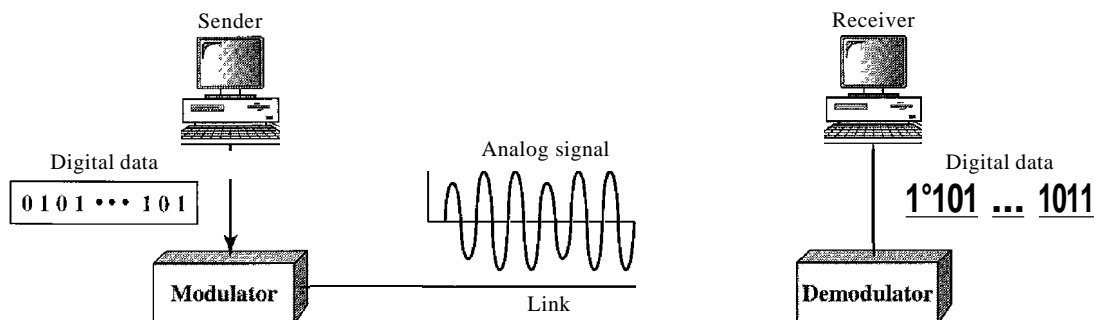 Sender
Receiver
Digital data
0101 ••• 101
Analog signal
Digital data
1°101 ... 1011
Modulator
Link
Demodulator